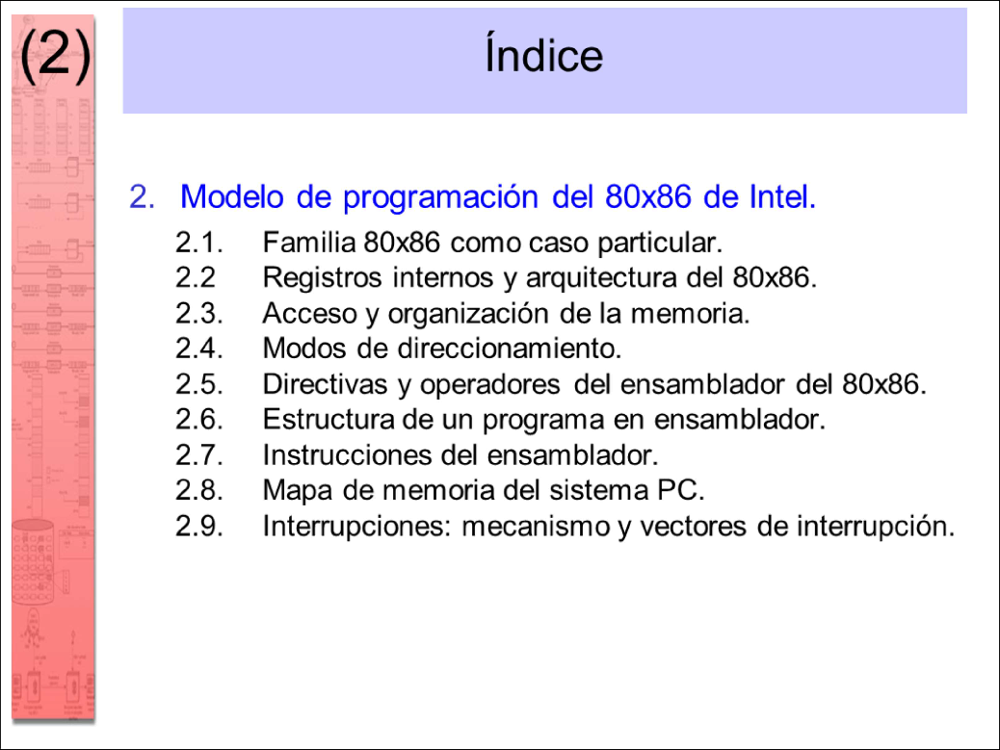 (2)
Índice
2. Modelo de programación del 80x86 de Intel.
2.1. Familia 80x86 como caso particular.
2.2 Registros internos y arquitectura del 80x86.
2.3. Acceso y organización de la memoria.
2.4. Modos de direccionamiento.
2.5. Directivas y operadores del ensamblador del 80x86.
2.6. Estructura de un programa en ensamblador.
2.7. Instrucciones del ensamblador.
2.8. Mapa de memoria del sistema PC.
2.9. Interrupciones: mecanismo y vectores de interrupción.